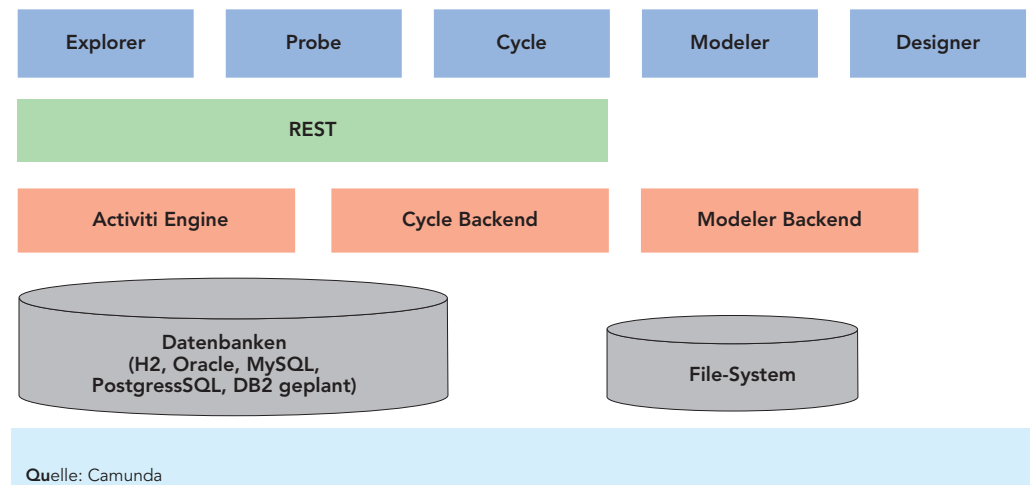 Explorer
Probe
Cycle
Modeler
Designer
REST
Activiti Engine
Cycle Backend
Modeler Backend
Datenbanken
(H2, Oracle, MySQL,
PostgressSQL, DB2 geplant)
File-System
Quelle: Camunda